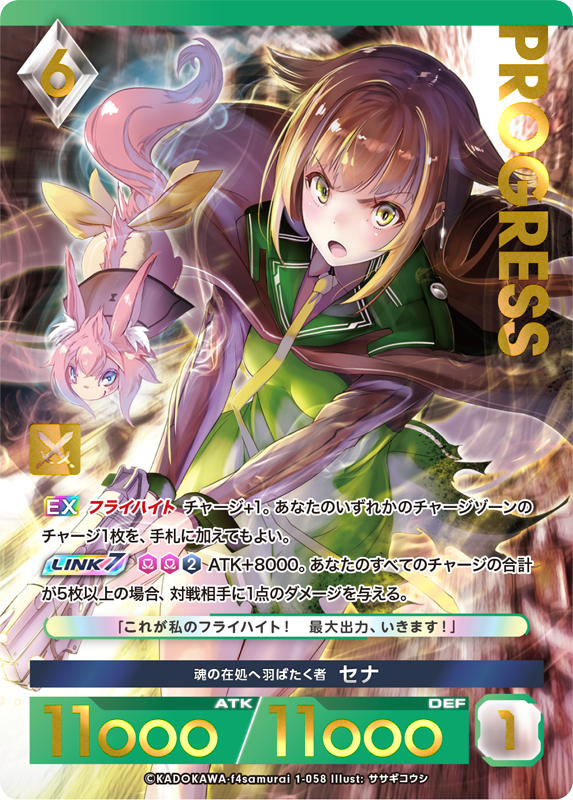 6
PROGRESS
EX フライハイト チャージ+1。あなたのいずれかのチャージゾーンの
チャージ1枚を、手札に加えてもよい。
LINK 7 Ω Ω 2 ATK+8000。あなたのすべてのチャージの合計
が5枚以上の場合、対戦相手に1点のダメージを与える。
「これが私のフライハイト! 最大出力、いきます!」
魂の在処へ羽ばたく者 セナ
ATK DEF
11000 11000 1
©KADOKAWA-f4samurai 1-058 Illust: ササギコウシ